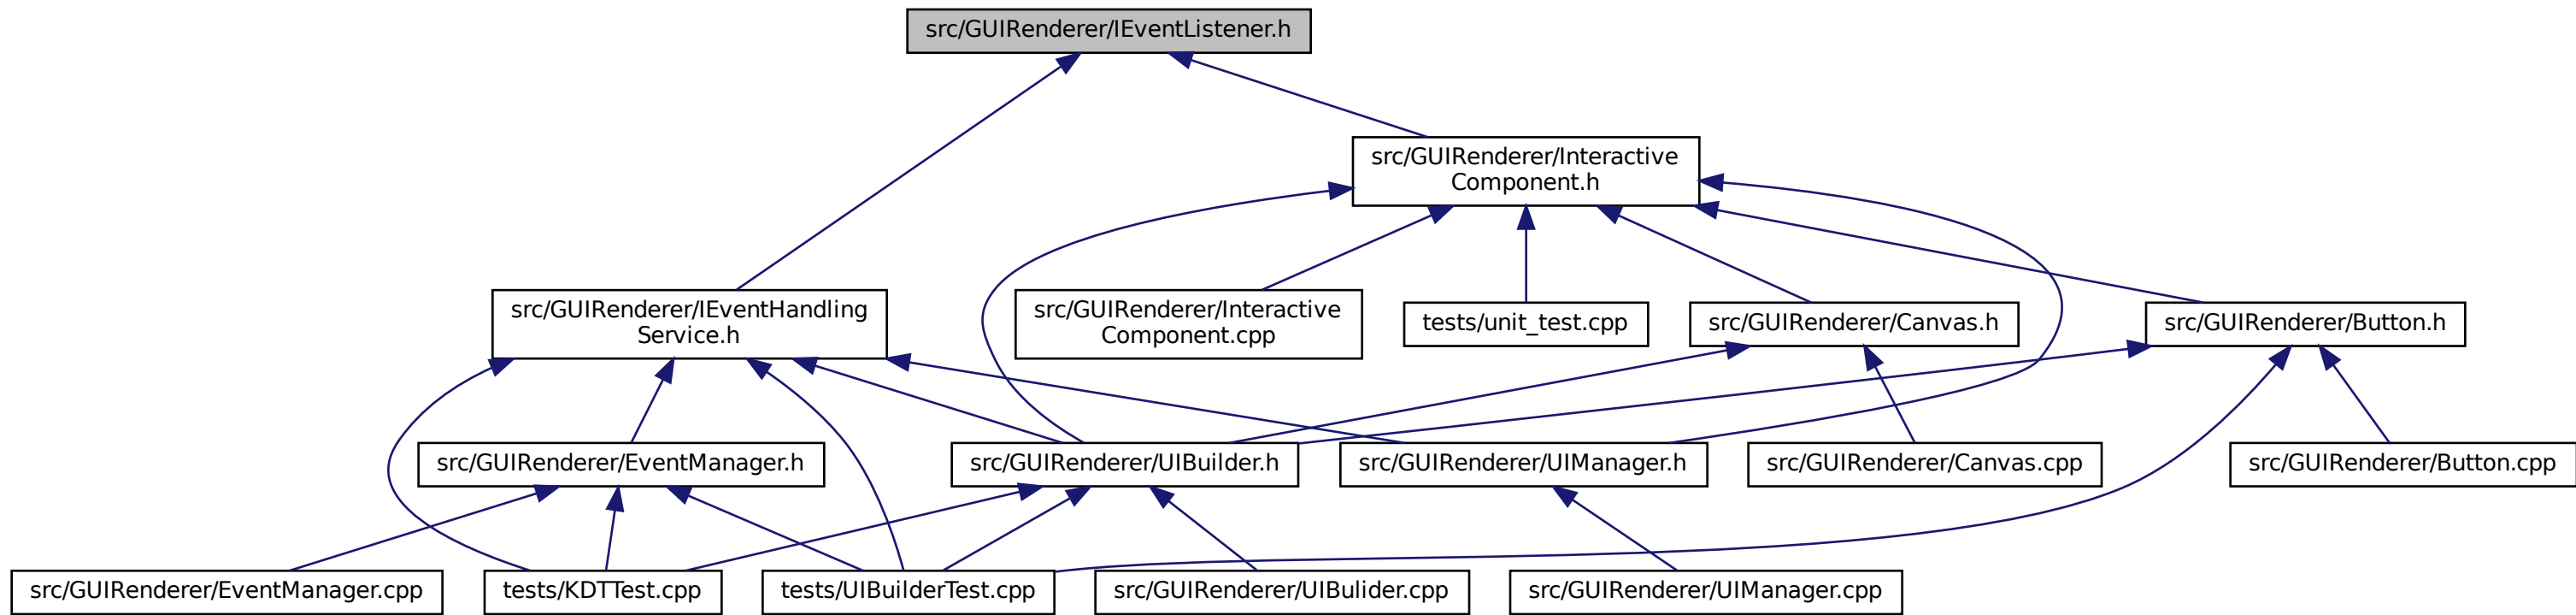 src/GUIRenderer/IEventListener.h
src/GUIRenderer/Interactive
Component.h
src/GUIRenderer/IEventHandling
Service.h
src/GUIRenderer/Interactive
Component.cpp
tests/unit_test.cpp
src/GUIRenderer/Canvas.h
src/GUIRenderer/Button.h
src/GUIRenderer/EventManager.h
src/GUIRenderer/UIBuilder.h
src/GUIRenderer/UIManager.h
src/GUIRenderer/Canvas.cpp
src/GUIRenderer/Button.cpp
src/GUIRenderer/EventManager.cpp
tests/KDTTest.cpp
tests/UIBuilderTest.cpp
src/GUIRenderer/UIBulider.cpp
src/GUIRenderer/UIManager.cpp